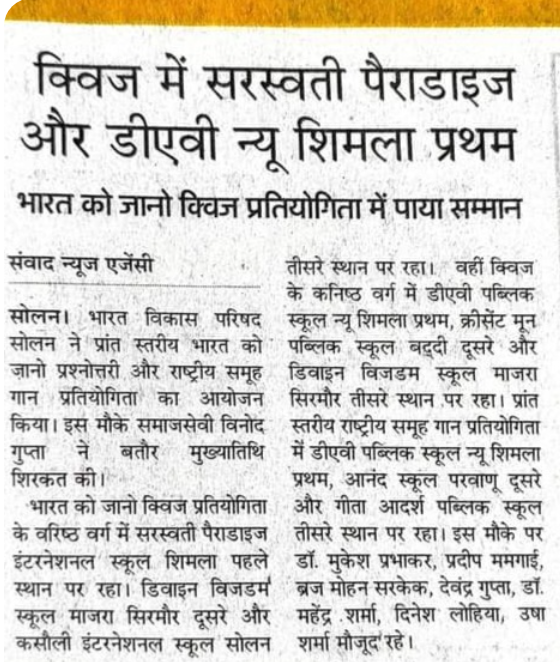 क्विज में सरस्वती पैराडाइज
और डीएवी न्यू शिमला प्रथम
भारत को जानो क्विज प्रतियोगिता में पाया सम्मान
संवाद न्यूज एजेंसी
सोलन। भारत विकास परिषद
सोलन ने प्रांत स्तरीय भारत को
जानो प्रश्नोत्तरी और राष्ट्रीय समूह
गान प्रतियोगिता का आयोजन
किया। इस मौके समाजसेवी विनोद
गुप्ता ने बतौर मुख्यातिथि
शिरकत की।
भारत को जानो क्विज प्रतियोगिता
के वरिष्ठ वर्ग में सरस्वती पैराडाइज
इंटरनेशनल स्कूल शिमला पहले
स्थान पर रहा। डिवाइन विजडम
स्कूल माजरा सिरमौर दूसरे और
कसौली इंटरनेशनल स्कूल सोलन
तीसरे स्थान पर रहा। वहीं क्विज
के कनिष्ठ वर्ग में डीएवी पब्लिक
स्कूल न्यू शिमला प्रथम, क्रीसेंट मून
पब्लिक स्कूल वद्दी दूसरे और
डिवाइन विजडम स्कूल माजरा
सिरमौर तीसरे स्थान पर रहा। प्रांत
स्तरीय राष्ट्रीय समूह गान प्रतियोगिता
में डीएवी पब्लिक स्कूल न्यू शिमला
प्रथम, आनंद स्कूल परवाणू दूसरे
और गीता आदर्श पब्लिक स्कूल
तीसरे स्थान पर रहा। इस मौके पर
डॉ. मुकेश प्रभाकर, प्रदीप ममगाई,
ब्रज मोहन सरकेक, देवंद्र गुप्ता, डॉ.
महेंद्र शर्मा, दिनेश लोहिया, उषा
शर्मा मौजूद रहे।